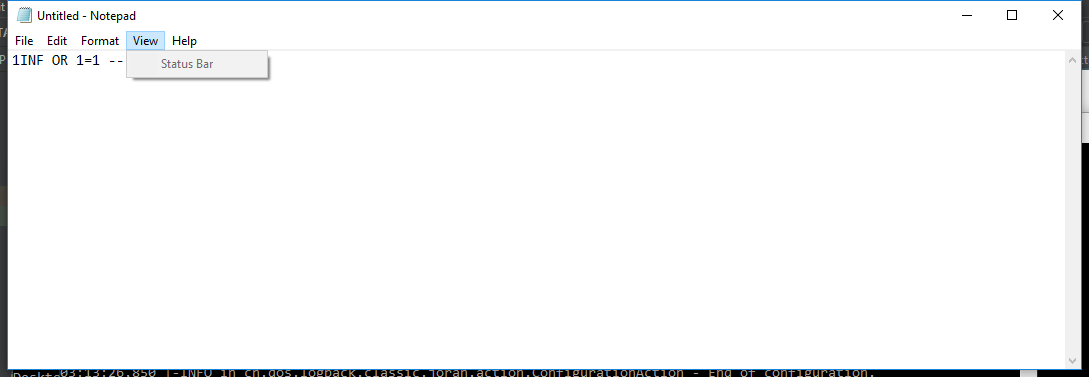 Untitled - Notepad
File Edit Format View Help
1INF OR 1=1 --
Status Bar
03:13:26,850 |-INFO in ch.qos.logback.classic.joran.action.ConfigurationAction - End of configuration.